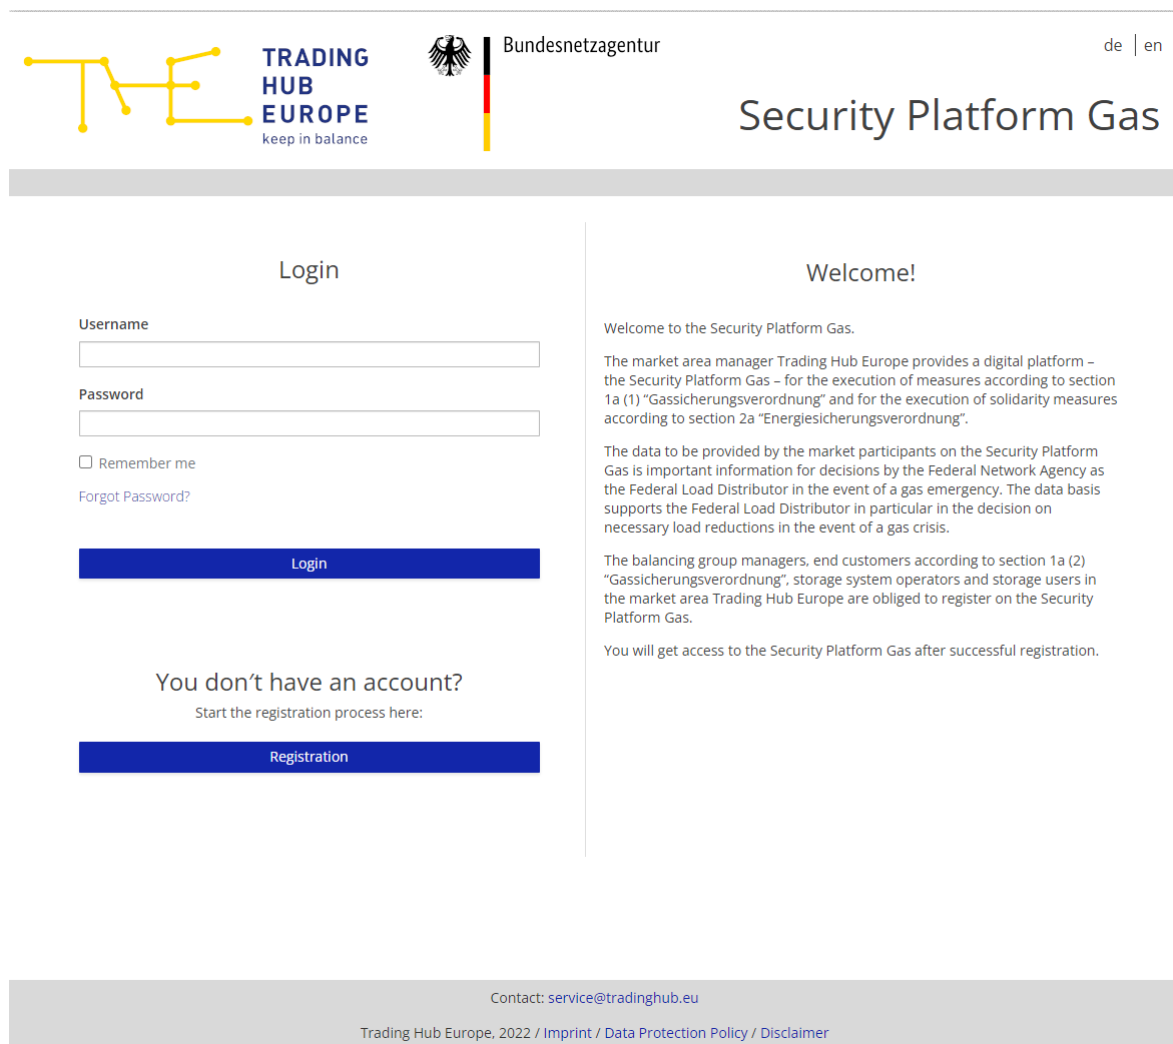 TRADING
HUB
EUROPE
keep in balance
Bundesnetzagentur
de | en
Security Platform Gas
Login
Username
Password
Remember me
Forgot Password?
Login
You don′t have an account?
Start the registration process here:
Registration
Welcome!
Welcome to the Security Platform Gas.
The market area manager Trading Hub Europe provides a digital platform –
the Security Platform Gas – for the execution of measures according to section
1a (1) “Gassicherungsverordnung” and for the execution of solidarity measures
according to section 2a “Energiesicherungsverordnung”.
The data to be provided by the market participants on the Security Platform
Gas is important information for decisions by the Federal Network Agency as
the Federal Load Distributor in the event of a gas emergency. The data basis
supports the Federal Load Distributor in particular in the decision on
necessary load reductions in the event of a gas crisis.
The balancing group managers, end customers according to section 1a (2)
“Gassicherungsverordnung”, storage system operators and storage users in
the market area Trading Hub Europe are obliged to register on the Security
Platform Gas.
You will get access to the Security Platform Gas after successful registration.
Contact: service@tradinghub.eu
Trading Hub Europe, 2022 / Imprint / Data Protection Policy / Disclaimer